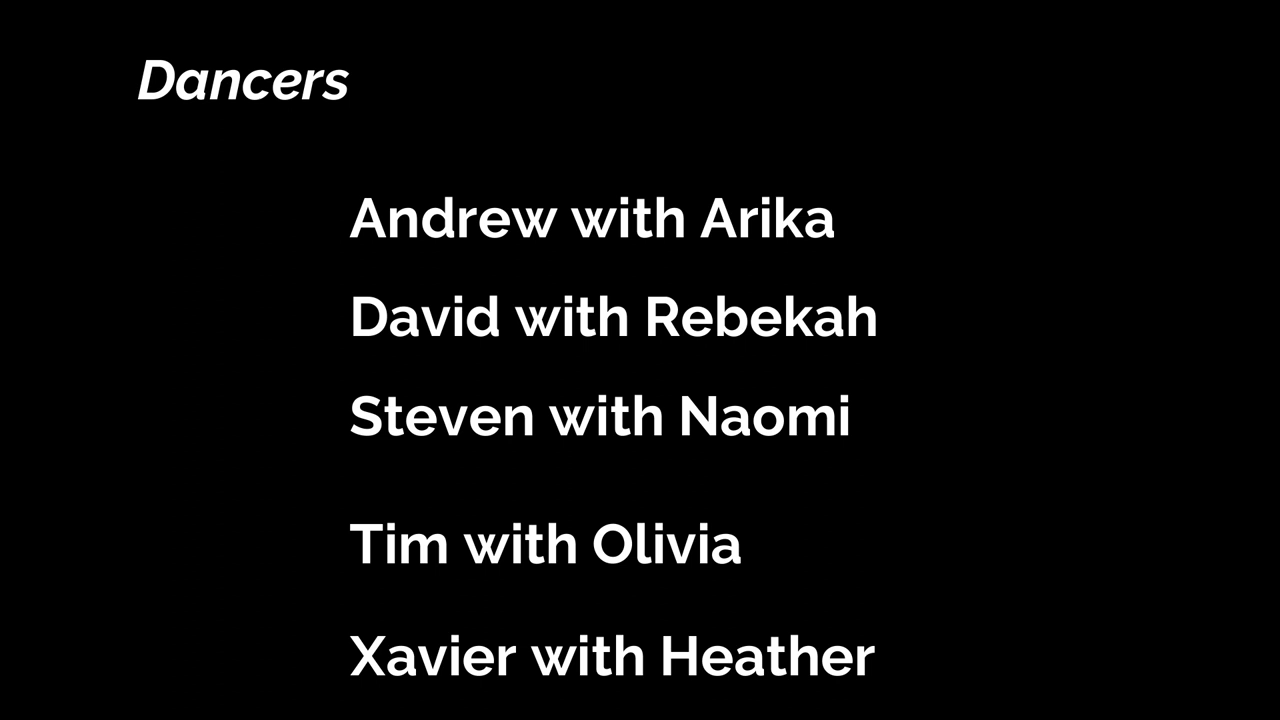 Dancers
Andrew with Arika
David with Rebekah
Steven with Naomi
Tim with Olivia
Xavier with Heather